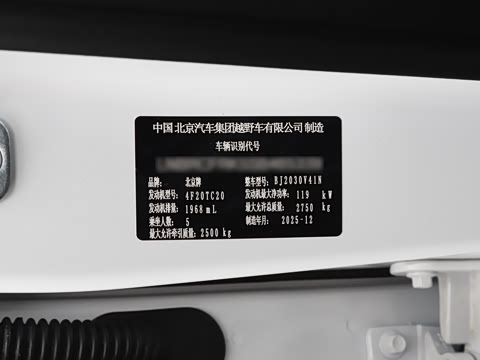 中国 北京汽车集团越野车有限公司 制造
车辆识别代号
品牌: 北京牌 整车型号: BJ2030V41N
发动机型号: 4F20TC20 发动机最大净功率: 119 kW
发动机排量: 1968 mL 最大允许总质量: 2750 kg
乘坐人数: 5 制造年月: 2025-12
最大允许牵引质量: 2500 kg